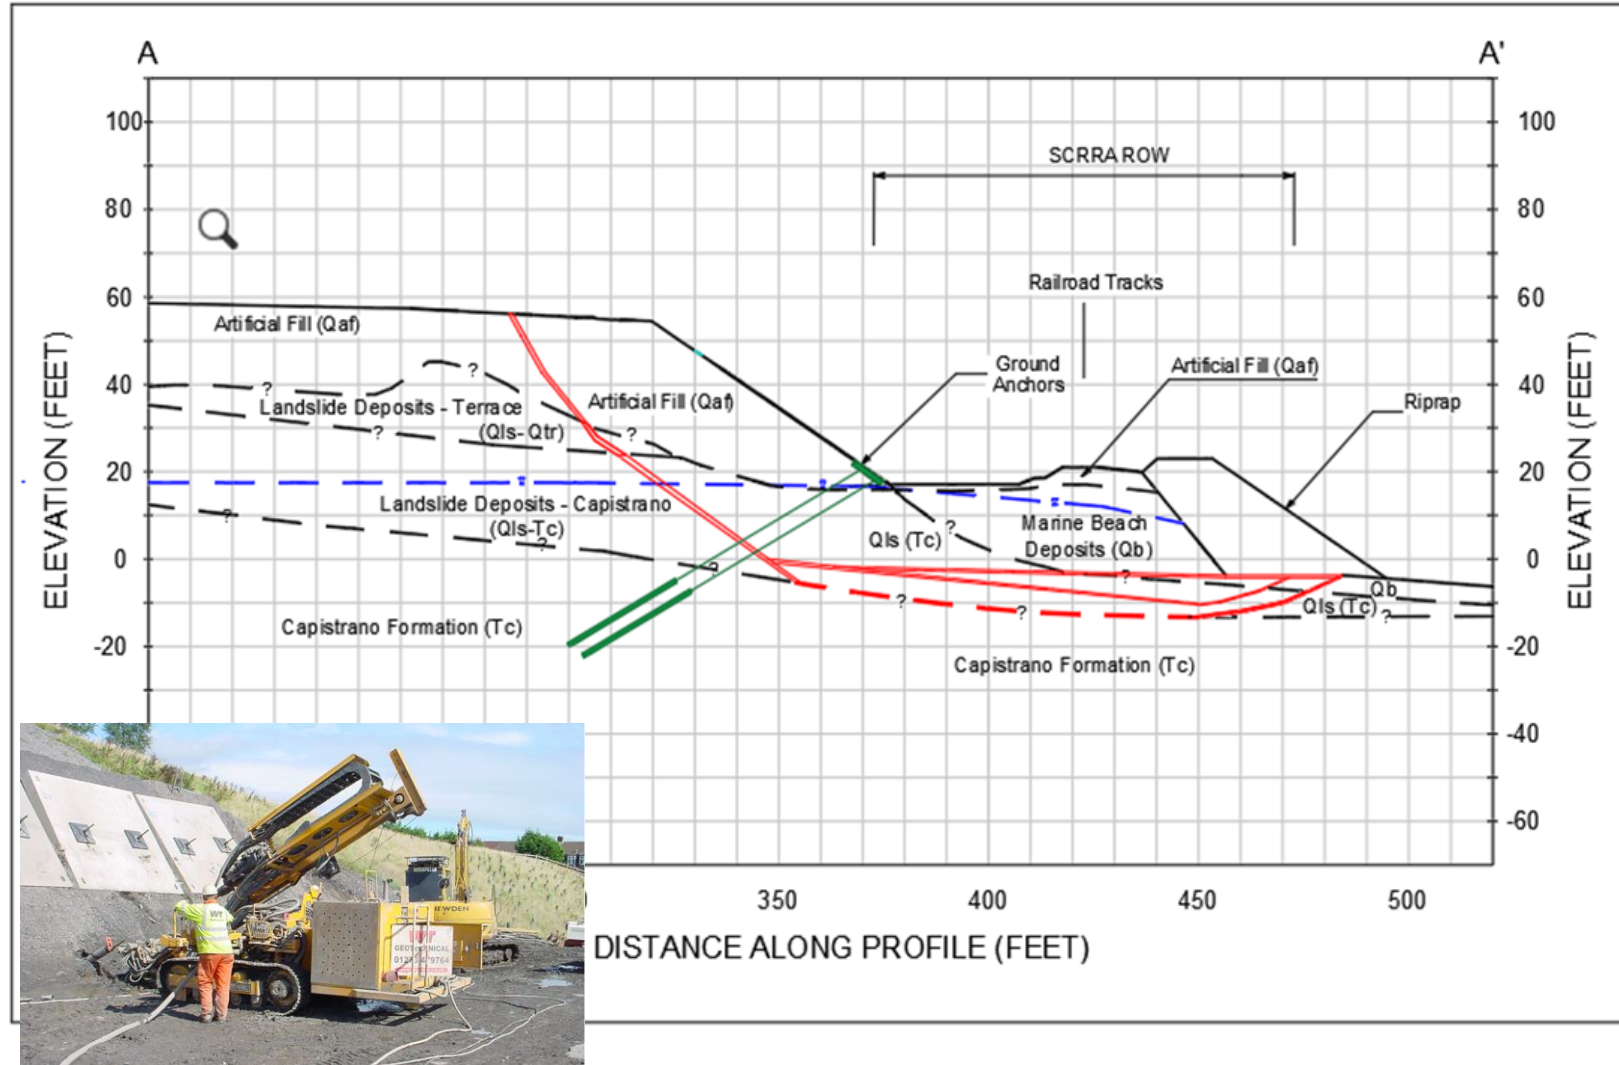 A A'
SCRRA ROW
Railroad Tracks
Ground
Anchors
Artificial Fill (Qaf)
Riprap
Artificial Fill (Qaf)
Artificial Fill (Qaf)
Landslide Deposits - Terrace
(Qls-Qtr)
Landslide Deposits - Capistrano
(Qls-Tc)
Qls (Tc)
Marine Beach
Deposits (Qb)
Qb
Qls (Tc)
Capistrano Formation (Tc)
Capistrano Formation (Tc)
? ? ? ? ? ? ? ? ? ? ? ?
ELEVATION (FEET)
100
80
60
40
20
0
-20
ELEVATION (FEET)
100
80
60
40
20
0
-20
-40
-60
350 400 450 500
DISTANCE ALONG PROFILE (FEET)
WT
GEOTECHNICAL